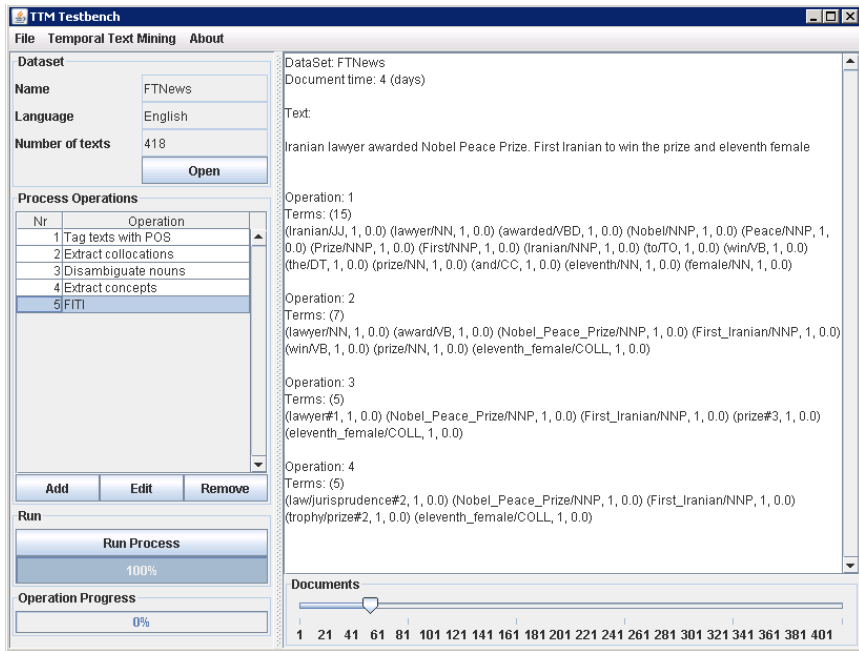 TTM Testbench
File Temporal Text Mining About
Dataset
Name FTNews
Language English
Number of texts 418
Open
Process Operations
Nr Operation
1 Tag texts with POS
2 Extract collocations
3 Disambiguate nouns
4 Extract concepts
5 FITI
Add Edit Remove
Run
Run Process
100%
Operation Progress
0%
DataSet: FTNews
Document time: 4 (days)
Text:
Iranian lawyer awarded Nobel Peace Prize. First Iranian to win the prize and eleventh female
Operation: 1
Terms: (15)
(Iranian/JJ, 1, 0.0) (lawyer/NN, 1, 0.0) (awarded/VBD, 1, 0.0) (Nobel/NNP, 1, 0.0) (Peace/NNP, 1,
0.0) (Prize/NNP, 1, 0.0) (First/NNP, 1, 0.0) (Iranian/NNP, 1, 0.0) (to/TO, 1, 0.0) (win/VB, 1, 0.0)
(the/DT, 1, 0.0) (prize/NN, 1, 0.0) (and/CC, 1, 0.0) (eleventh/NN, 1, 0.0) (female/NN, 1, 0.0)
Operation: 2
Terms: (7)
(lawyer/NN, 1, 0.0) (award/VB, 1, 0.0) (Nobel_Peace_Prize/NNP, 1, 0.0) (First_Iranian/NNP, 1, 0.0)
(win/VB, 1, 0.0) (prize/NN, 1, 0.0) (eleventh_female/COLL, 1, 0.0)
Operation: 3
Terms: (5)
(lawyer#1, 1, 0.0) (Nobel_Peace_Prize/NNP, 1, 0.0) (First_Iranian/NNP, 1, 0.0) (prize#3, 1, 0.0)
(eleventh_female/COLL, 1, 0.0)
Operation: 4
Terms: (5)
(law/jurisprudence#2, 1, 0.0) (Nobel_Peace_Prize/NNP, 1, 0.0) (First_Iranian/NNP, 1, 0.0)
(trophy/prize#2, 1, 0.0) (eleventh_female/COLL, 1, 0.0)
Documents
1 21 41 61 81 101 121 141 161 181 201 221 241 261 281 301 321 341 361 381 401